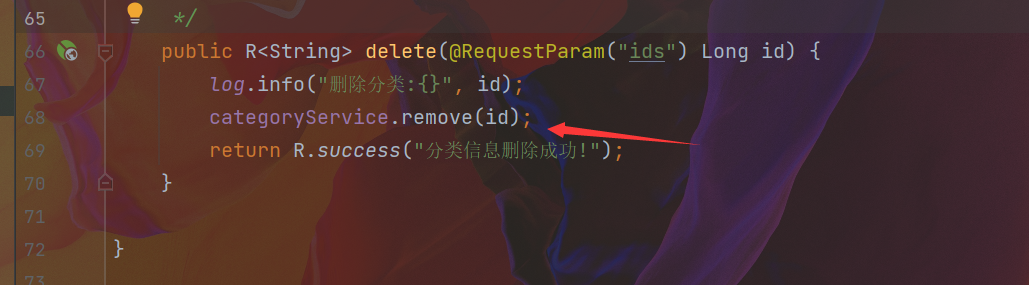 65 */
66 public R<String> delete(@RequestParam("ids") Long id) {
67 log.info("删除分类:{}", id);
68 categoryService.remove(id);
69 return R.success("分类信息删除成功!");
70 }
71
72 }
73